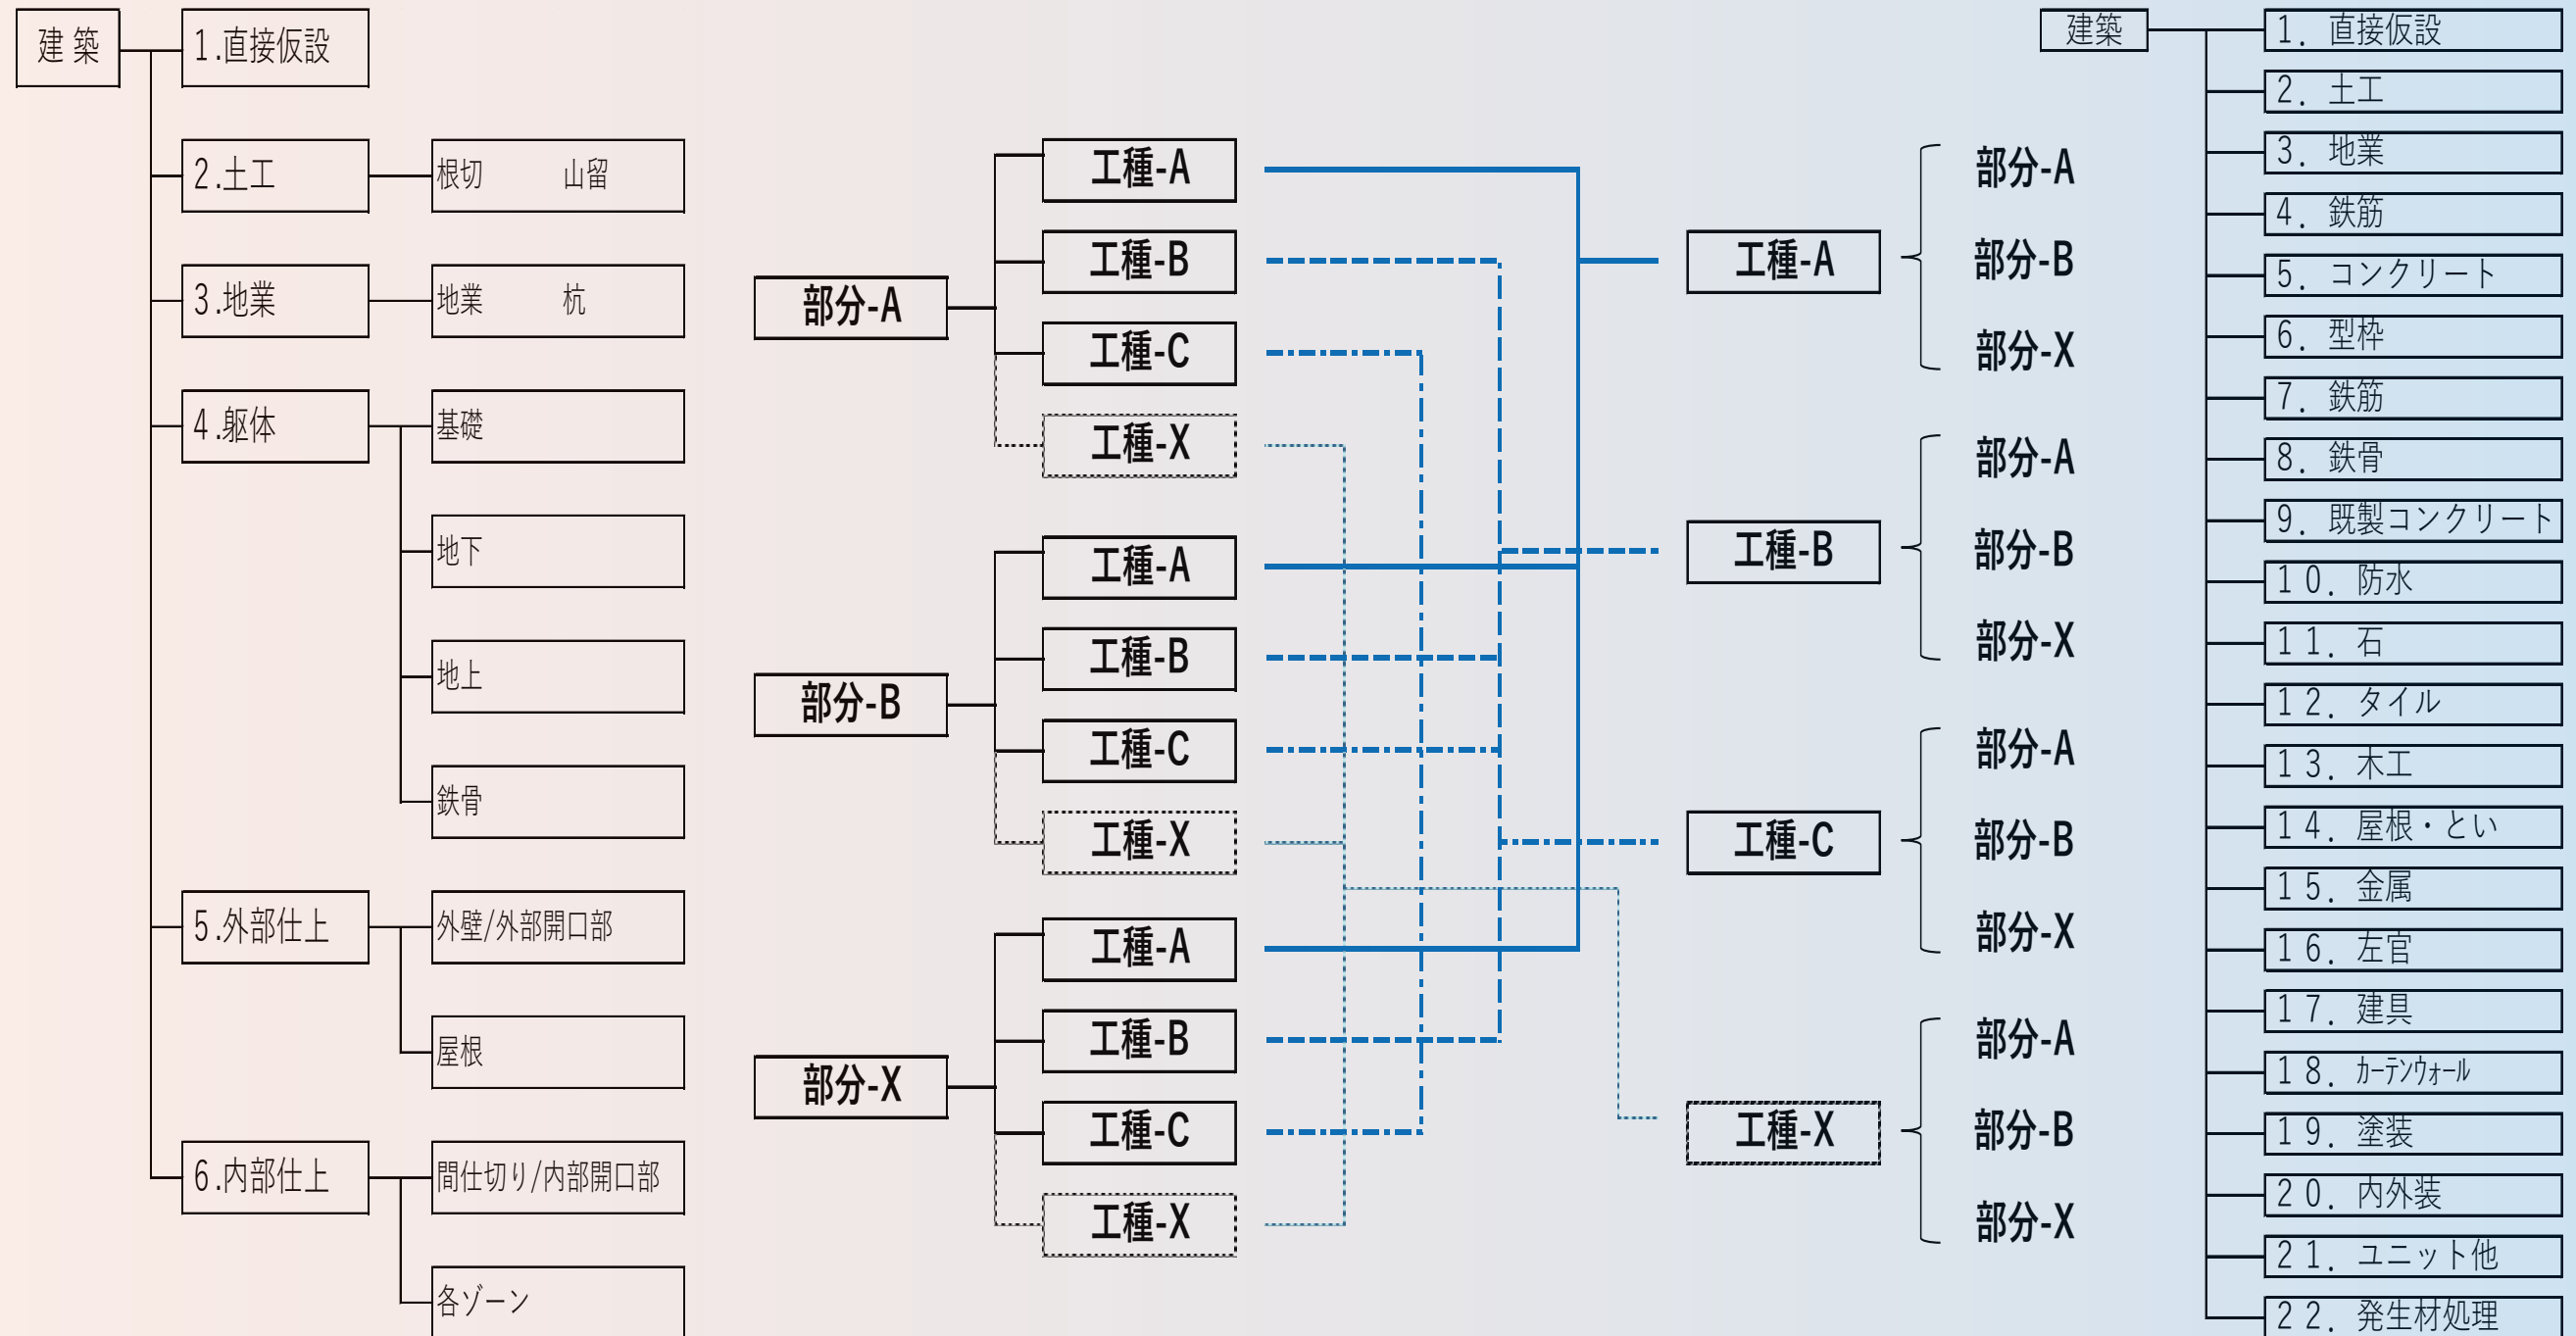 建築
1.直接仮設
2.土工
根切 山留
3.地業
地業 杭
4.躯体
基礎
地下
地上
鉄骨
5.外部仕上
外壁/外部開口部
屋根
6.内部仕上
間仕切り/内部開口部
各ゾーン
部分-A
工種-A
工種-B
工種-C
工種-X
部分-B
工種-A
工種-B
工種-C
工種-X
部分-X
工種-A
工種-B
工種-C
工種-X
工種-A
部分-A
部分-B
部分-X
工種-B
部分-A
部分-B
部分-X
工種-C
部分-A
部分-B
部分-X
工種-X
部分-A
部分-B
部分-X
建築
1. 直接仮設
2. 土工
3. 地業
4. 鉄筋
5. コンクリート
6. 型枠
7. 鉄筋
8. 鉄骨
9. 既製コンクリート
10. 防水
11. 石
12. タイル
13. 木工
14. 屋根・とい
15. 金属
16. 左官
17. 建具
18. カーテンウォール
19. 塗装
20. 内外装
21. ユニット他
22. 発生材処理